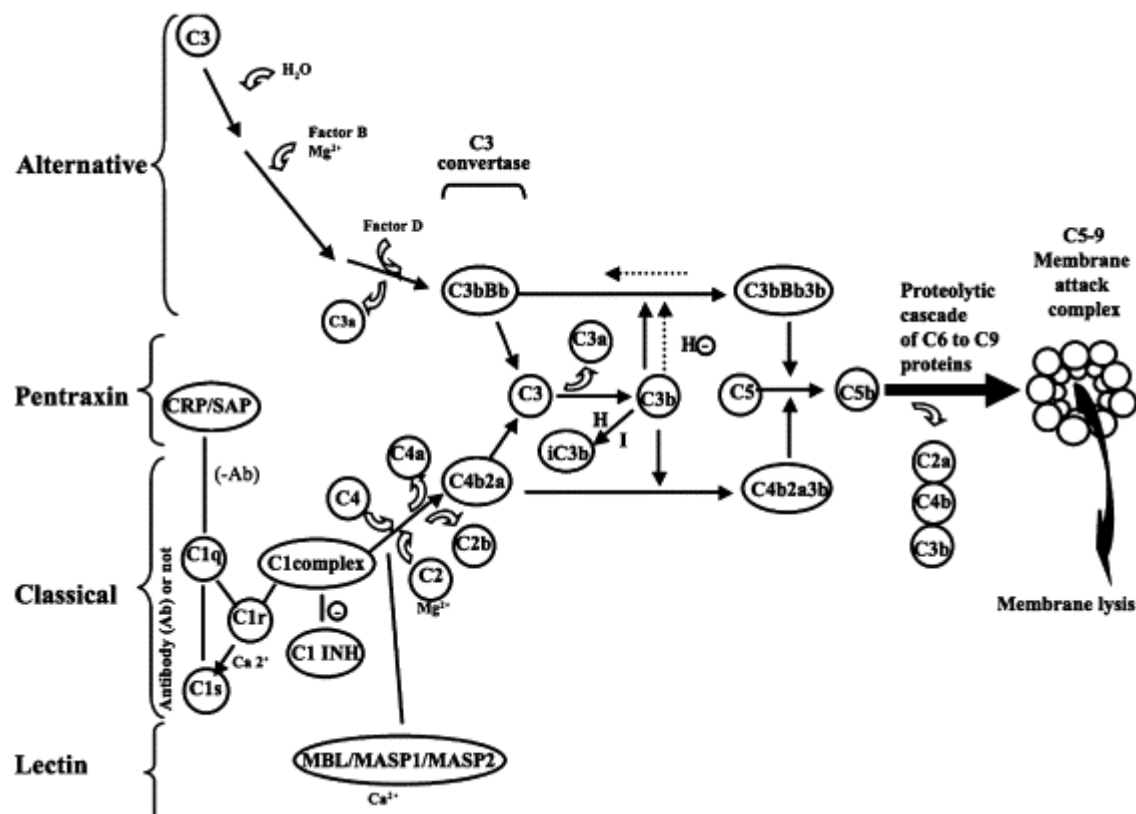 Alternative
Pentraxin
Classical
Lectin
C3
H₂O
Factor B
Mg²⁺
Factor D
C3a
C3
convertase
C3bBb
C3bBb3b
C3a
C3
C3b
H⊖
H
I
iC3b
C5
C5b
Proteolytic
cascade
of C6 to C9
proteins
C5-9
Membrane
attack
complex
CRP/SAP
(-Ab)
Antibody (Ab) or not
C1q
C1r
C1s
Ca 2⁺
C1complex
-
C1 INH
C4
C4a
C4b2a
C2b
C2
Mg²⁺
C4b2a3b
C2a
C4b
C3b
Membrane lysis
MBL/MASP1/MASP2
Ca²⁺